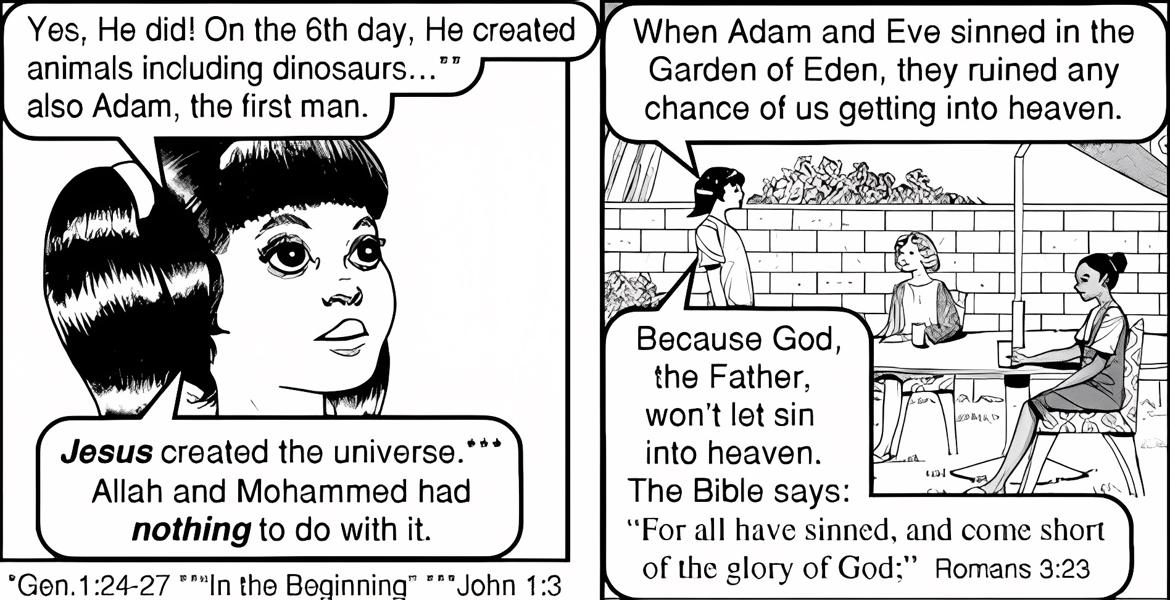 Yes, He did! On the 6th day, He created
animals including dinosaurs...**
also Adam, the first man.
Jesus created the universe.***
Allah and Mohammed had
nothing to do with it.
*Gen.1:24-27 **"In the Beginning" ***John 1:3
When Adam and Eve sinned in the
Garden of Eden, they ruined any
chance of us getting into heaven.
Because God,
the Father,
won't let sin
into heaven.
The Bible says:
“For all have sinned, and come short
of the glory of God;” Romans 3:23